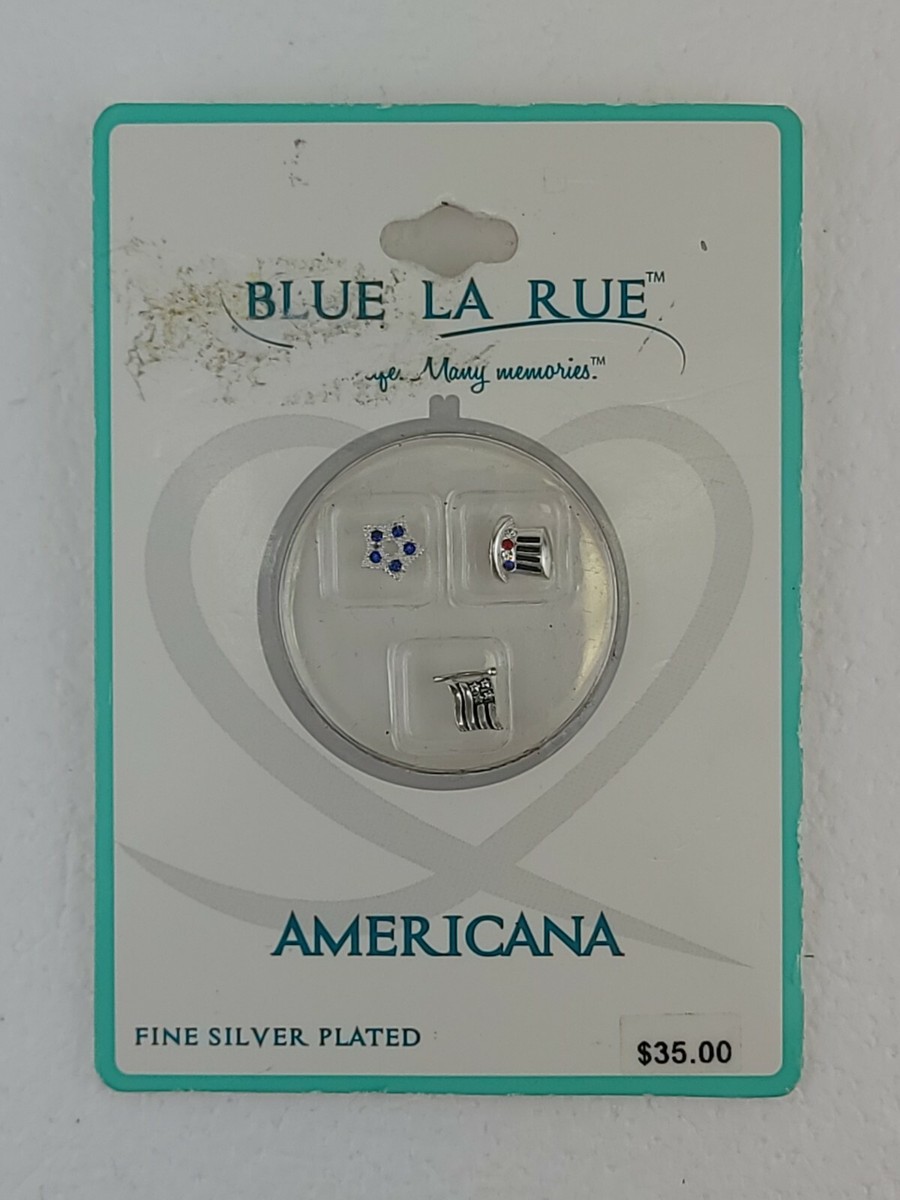 BLUE LA RUE™
Many memories.™
AMERICANA
FINE SILVER PLATED
$35.00